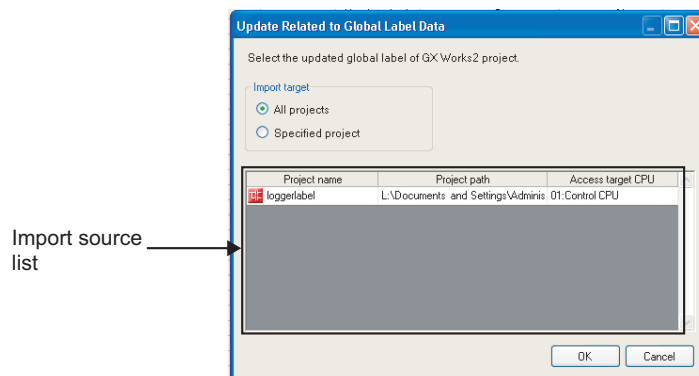 Update Related to Global Label Data
Select the updated global label of GX Works2 project.
Import target
All projects
Specified project
Project name Project path Access target CPU
loggerlabel L:\Documents and Settings\Adminis 01:Control CPU
Import source
list
OK Cancel